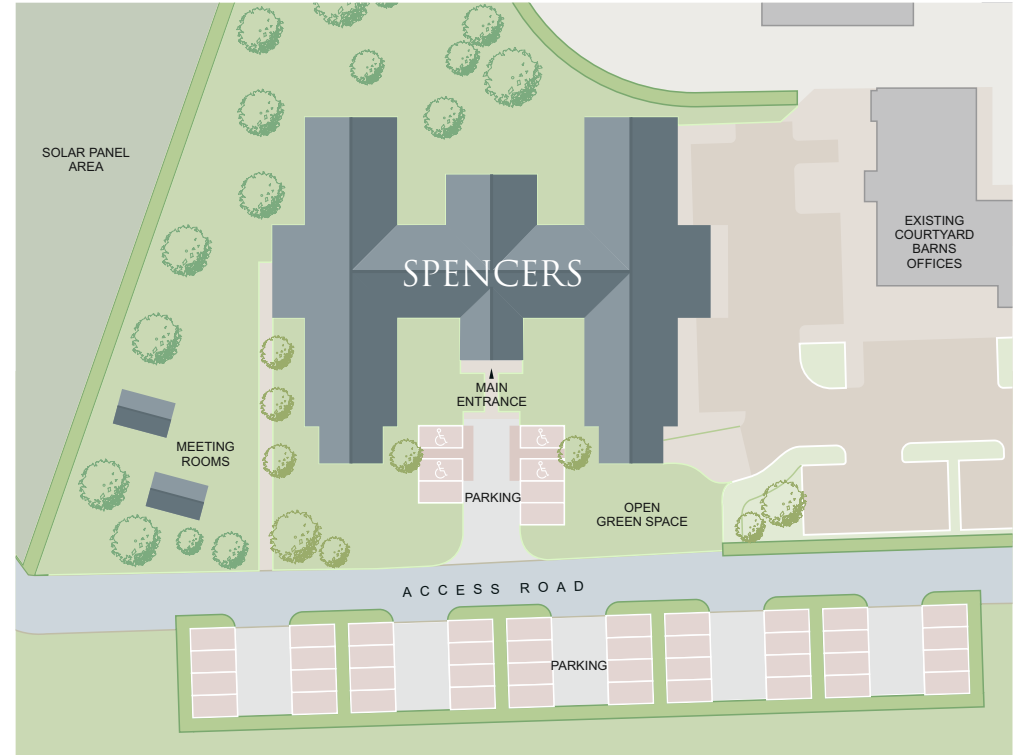 SOLAR PANEL
AREA
EXISTING
COURTYARD
BARNS
OFFICES
SPENCERS
MAIN
ENTRANCE
MEETING
ROOMS
PARKING
OPEN
GREEN SPACE
ACCESS ROAD
PARKING